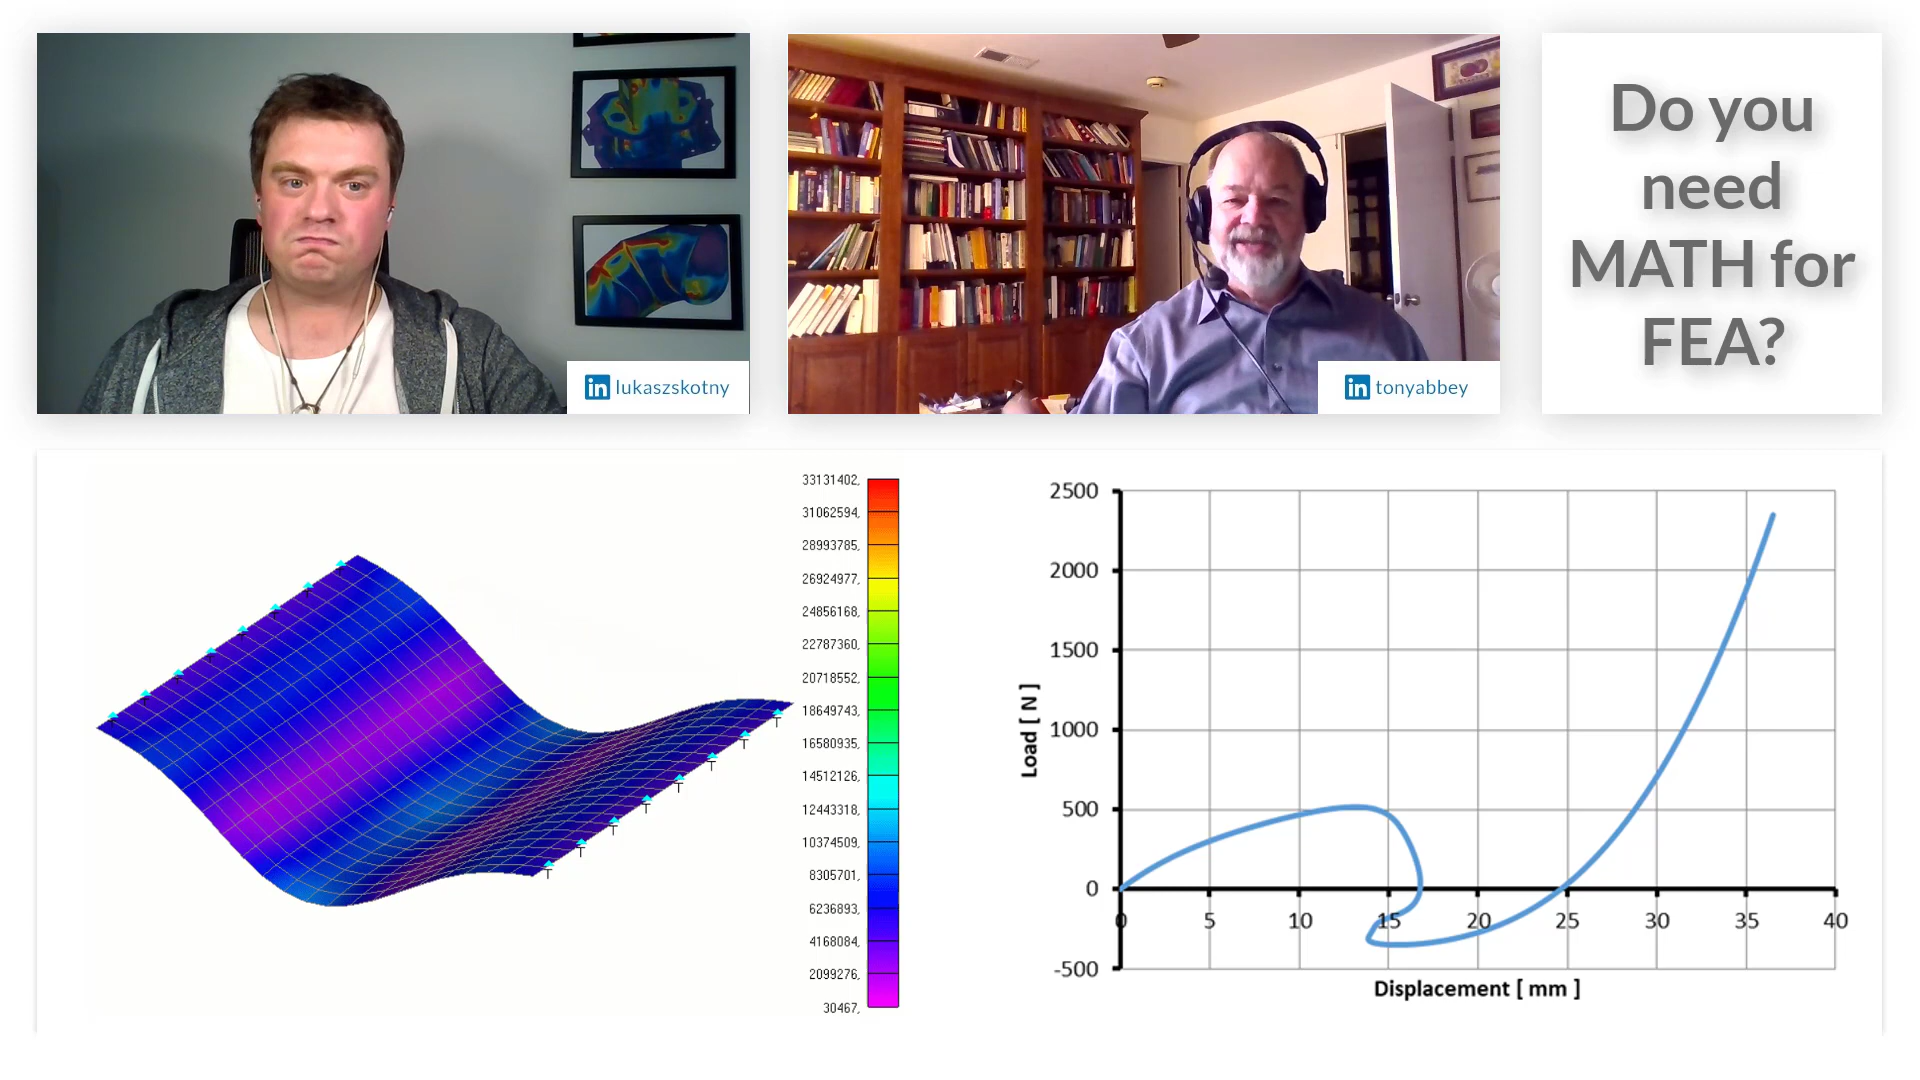 Do you
need
MATH for
FEA?
in lukaszskotny
in tonyabbey
33131402,
31062594,
28993785,
26924977,
24856168,
22787360,
20718552,
18649743,
16580935,
14512126,
12443318,
10374509,
8305701,
6236893,
4168084,
2099276,
30467,
2500
2000
1500
1000
500
0
-500
Load [ N ]
0 5 10 15 20 25 30 35 40
Displacement [ mm ]